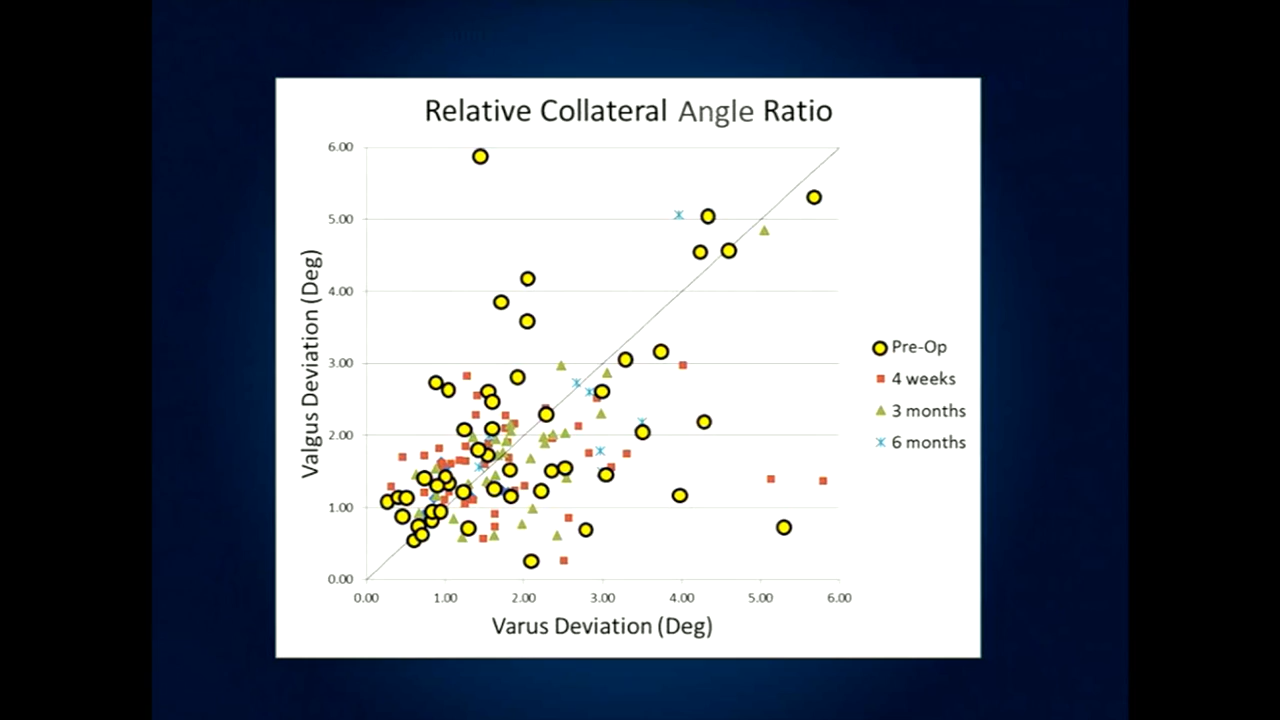 Relative Collateral Angle Ratio
6.00
5.00
4.00
3.00
2.00
1.00
0.00
Valgus Deviation (Deg)
0.00 1.00 2.00 3.00 4.00 5.00 6.00
Varus Deviation (Deg)
Pre-Op
4 weeks
3 months
6 months